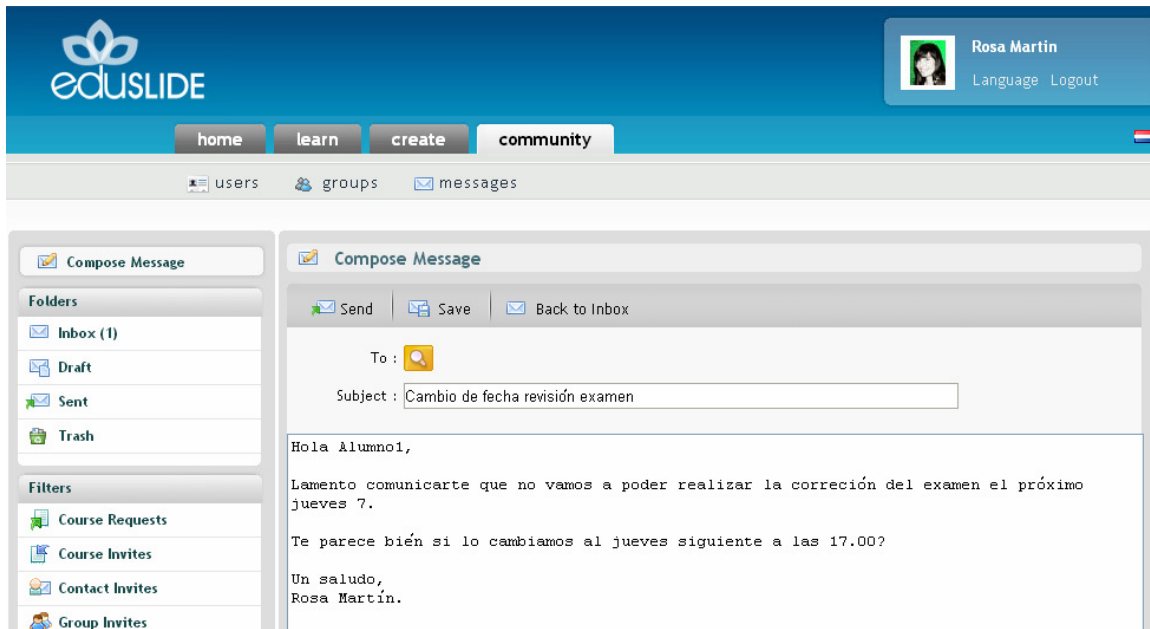 eduSLIDE
Rosa Martin
Language Logout
home learn create community
users groups messages
Compose Message
Folders
Inbox (1)
Draft
Sent
Trash
Filters
Course Requests
Course Invites
Contact Invites
Group Invites
Compose Message
Send Save Back to Inbox
To :
Subject : Cambio de fecha revisión examen
Hola Alumno1,
Lamento comunicarte que no vamos a poder realizar la correción del examen el próximo
jueves 7.
Te parece bién si lo cambiamos al jueves siguiente a las 17.00?
Un saludo,
Rosa Martín.